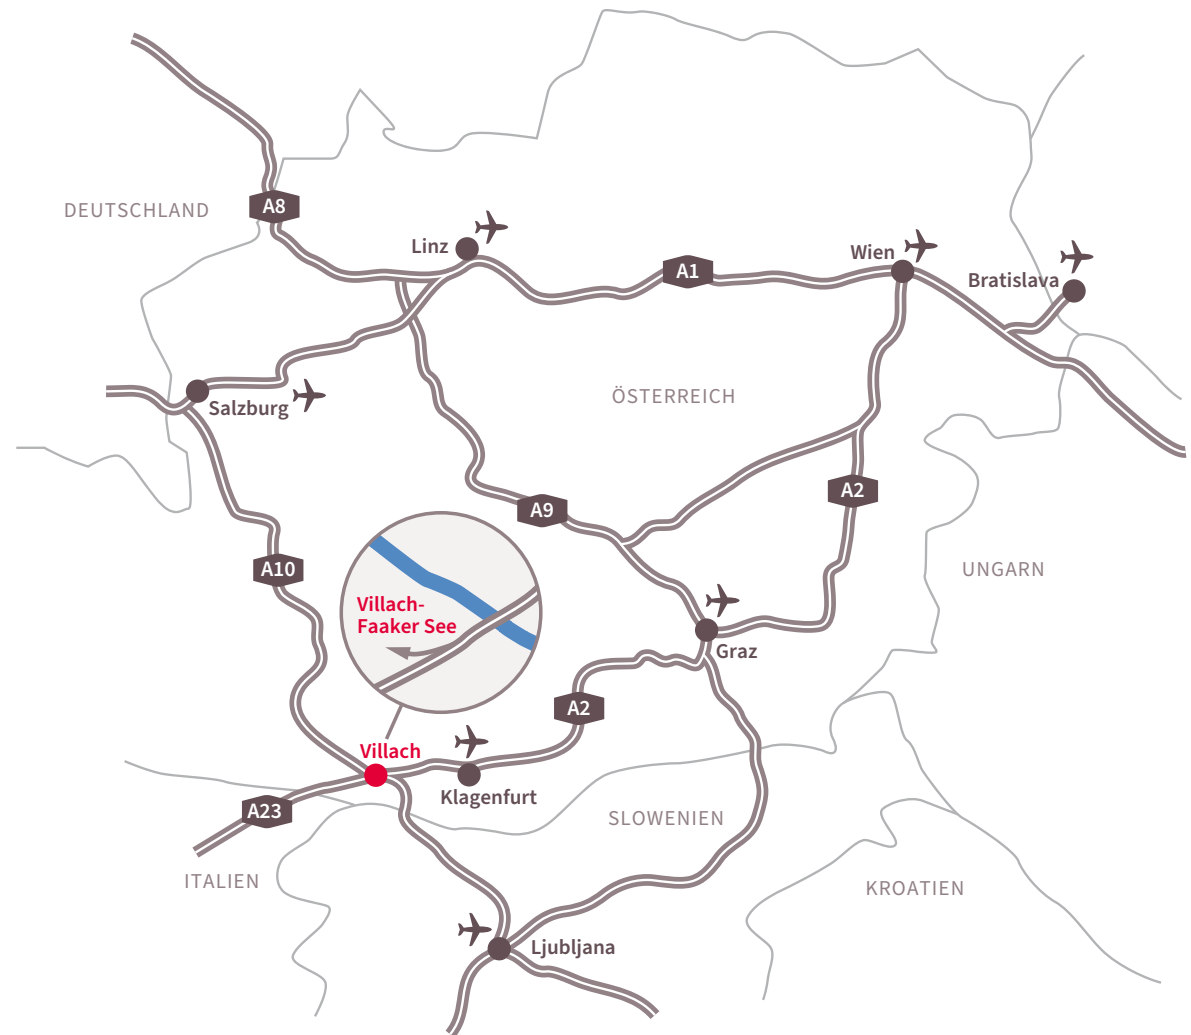 DEUTSCHLAND
A8
Linz
Wien
A1
Bratislava
Salzburg
ÖSTERREICH
A9
A2
A10
UNGARN
Villach-
Faaker See
Graz
A2
Villach
Klagenfurt
A23
SLOWENIEN
ITALIEN
KROATIEN
Ljubljana